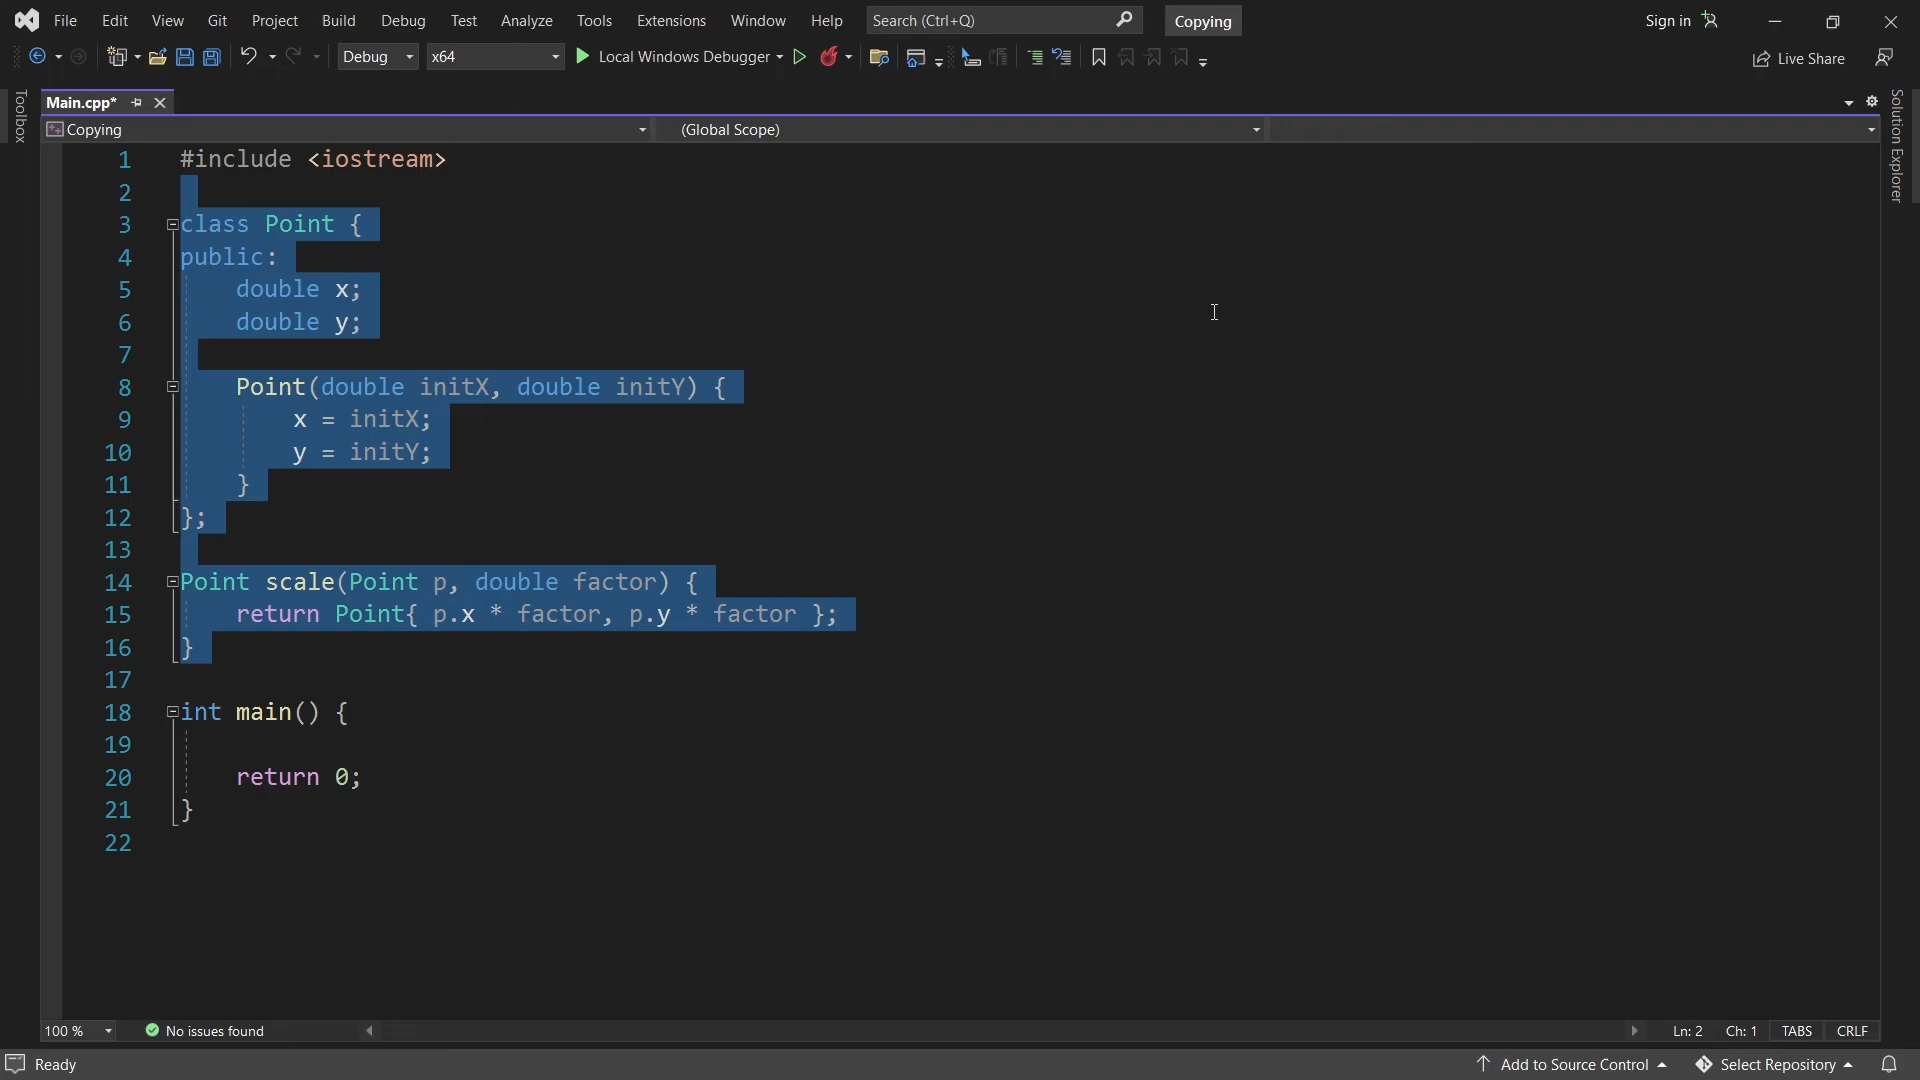 File Edit View Git Project Build Debug Test Analyze Tools Extensions Window Help Search (Ctrl+Q) Copying Sign in
Debug x64 Local Windows Debugger Live Share
Toolbox
Main.cpp*
Solution Explorer
Copying (Global Scope)
1 #include <iostream>
2
3 class Point {
4 public:
5 double x;
6 double y;
7
8 Point(double initX, double initY) {
9 x = initX;
10 y = initY;
11 }
12 };
13
14 Point scale(Point p, double factor) {
15 return Point{ p.x * factor, p.y * factor };
16 }
17
18 int main() {
19
20 return 0;
21 }
22
100 % No issues found Ln: 2 Ch: 1 TABS CRLF
Ready Add to Source Control Select Repository